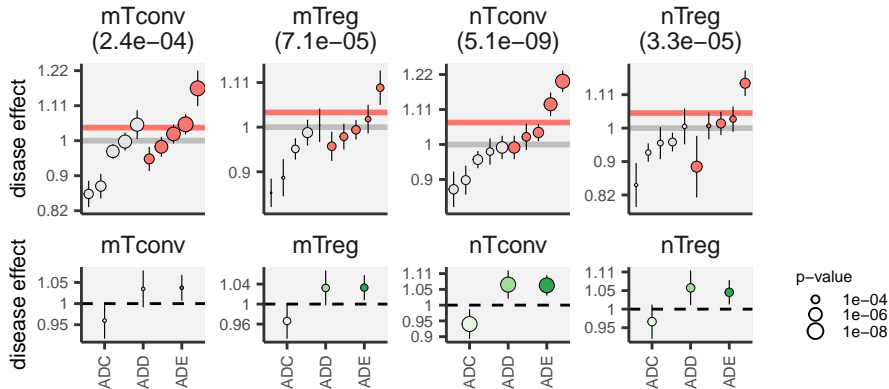 mTconv
(2.4e−04)
mTreg
(7.1e−05)
nTconv
(5.1e−09)
nTreg
(3.3e−05)
disase effect
1.22
1.11
1
0.9
0.82
1.11
1
0.9
1.22
1.11
1
0.9
1.11
1
0.91
0.82
mTconv
mTreg
nTconv
nTreg
disease effect
1.05
1
0.95
1.04
1
0.96
1.11
1.05
1
0.95
0.9
1.11
1.05
1
0.95
ADC
ADD
ADE
ADC
ADD
ADE
ADC
ADD
ADE
ADC
ADD
ADE
p−value
1e−04
1e−06
1e−08